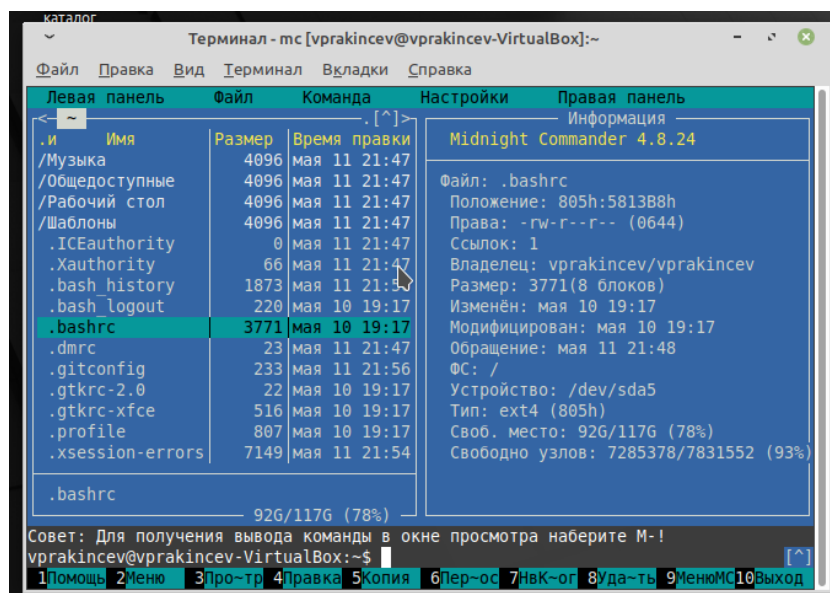 каталог
Терминал - mc [vprakincev@vprakincev-VirtualBox]:~
Файл Правка Вид Терминал Вкладки Справка
Левая панель Файл Команда Настройки Правая панель
<- ~ .[^]> Информация
.и Имя Размер Время правки Midnight Commander 4.8.24
/Музыка 4096 мая 11 21:47
/Общедоступные 4096 мая 11 21:47 Файл: .bashrc
/Рабочий стол 4096 мая 11 21:47 Положение: 805h:5813B8h
/Шаблоны 4096 мая 11 21:47 Права: -rw-r--r-- (0644)
.ICEauthority 0 мая 11 21:47 Ссылок: 1
.Xauthority 66 мая 11 21:47 Владелец: vprakincev/vprakincev
.bash_history 1873 мая 11 Размер: 3771(8 блоков)
.bash_logout 220 мая 10 19:17 Изменён: мая 10 19:17
.bashrc 3771 мая 10 19:17 Модифицирован: мая 10 19:17
.dmrc 23 мая 11 21:47 Обращение: мая 11 21:48
.gitconfig 233 мая 11 21:56 ФС: /
.gtkrc-2.0 22 мая 10 19:17 Устройство: /dev/sda5
.gtkrc-xfce 516 мая 10 19:17 Тип: ext4 (805h)
.profile 807 мая 10 19:17 Своб. место: 92G/117G (78%)
.xsession-errors 7149 мая 11 21:54 Свободно узлов: 7285378/7831552 (93%)
.bashrc
92G/117G (78%)
Совет: Для получения вывода команды в окне просмотра наберите M-!
vprakincev@vprakincev-VirtualBox:~$ [^]
1Помощь 2Меню 3Про~тр 4Правка 5Копия 6Пер~ос 7НвК~ог 8Уда~ть 9МенюMC 10Выход